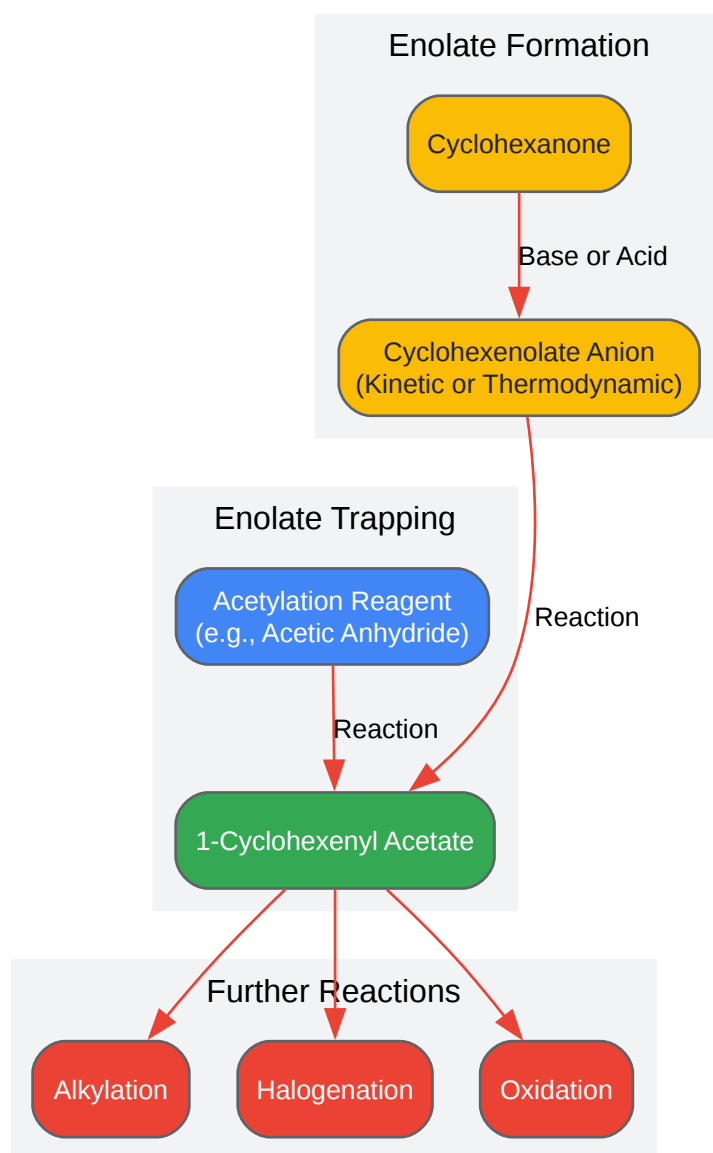 Enolate Formation
Cyclohexanone
Base or Acid
Cyclohexenolate Anion
(Kinetic or Thermodynamic)
Enolate Trapping
Acetylation Reagent
(e.g., Acetic Anhydride)
Reaction
Reaction
1-Cyclohexenyl Acetate
Further Reactions
Alkylation
Halogenation
Oxidation